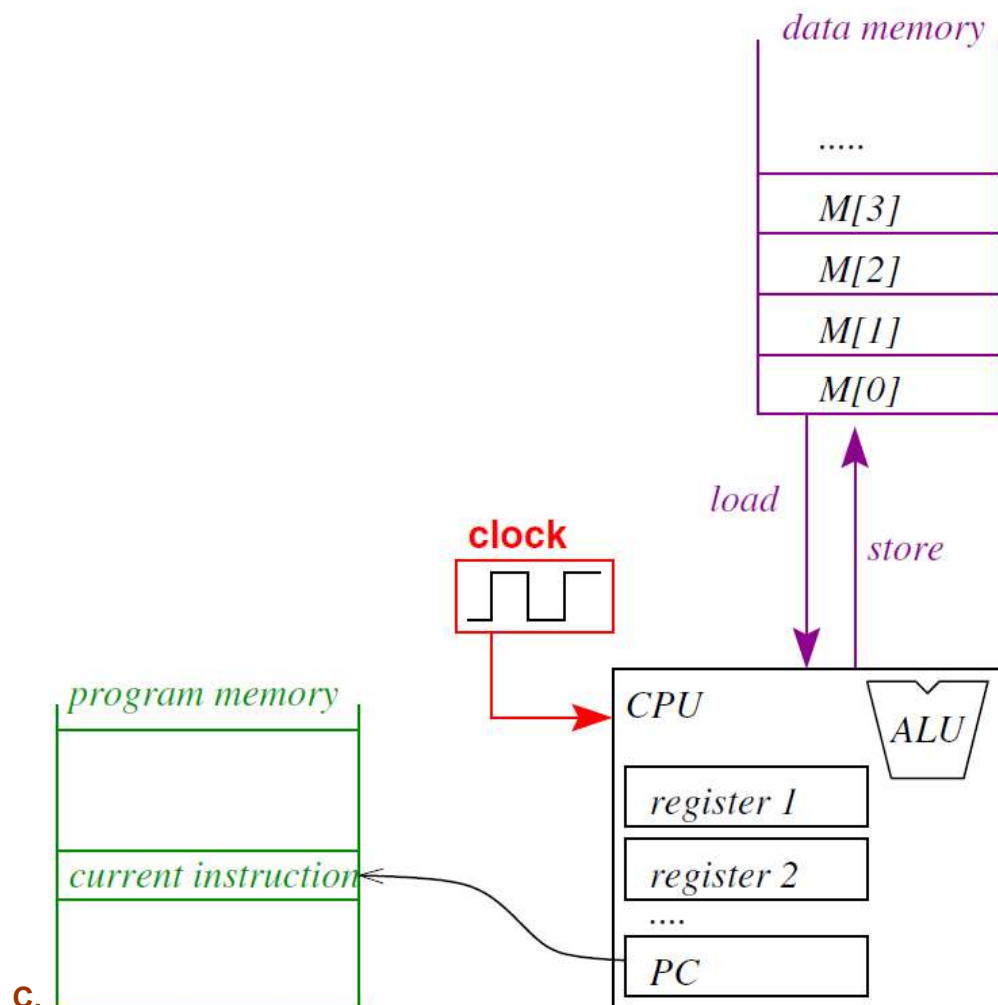 data memory
.....
M[3]
M[2]
M[1]
M[0]
load
store
clock
program memory
current instruction
CPU
ALU
register 1
register 2
....
PC
C.